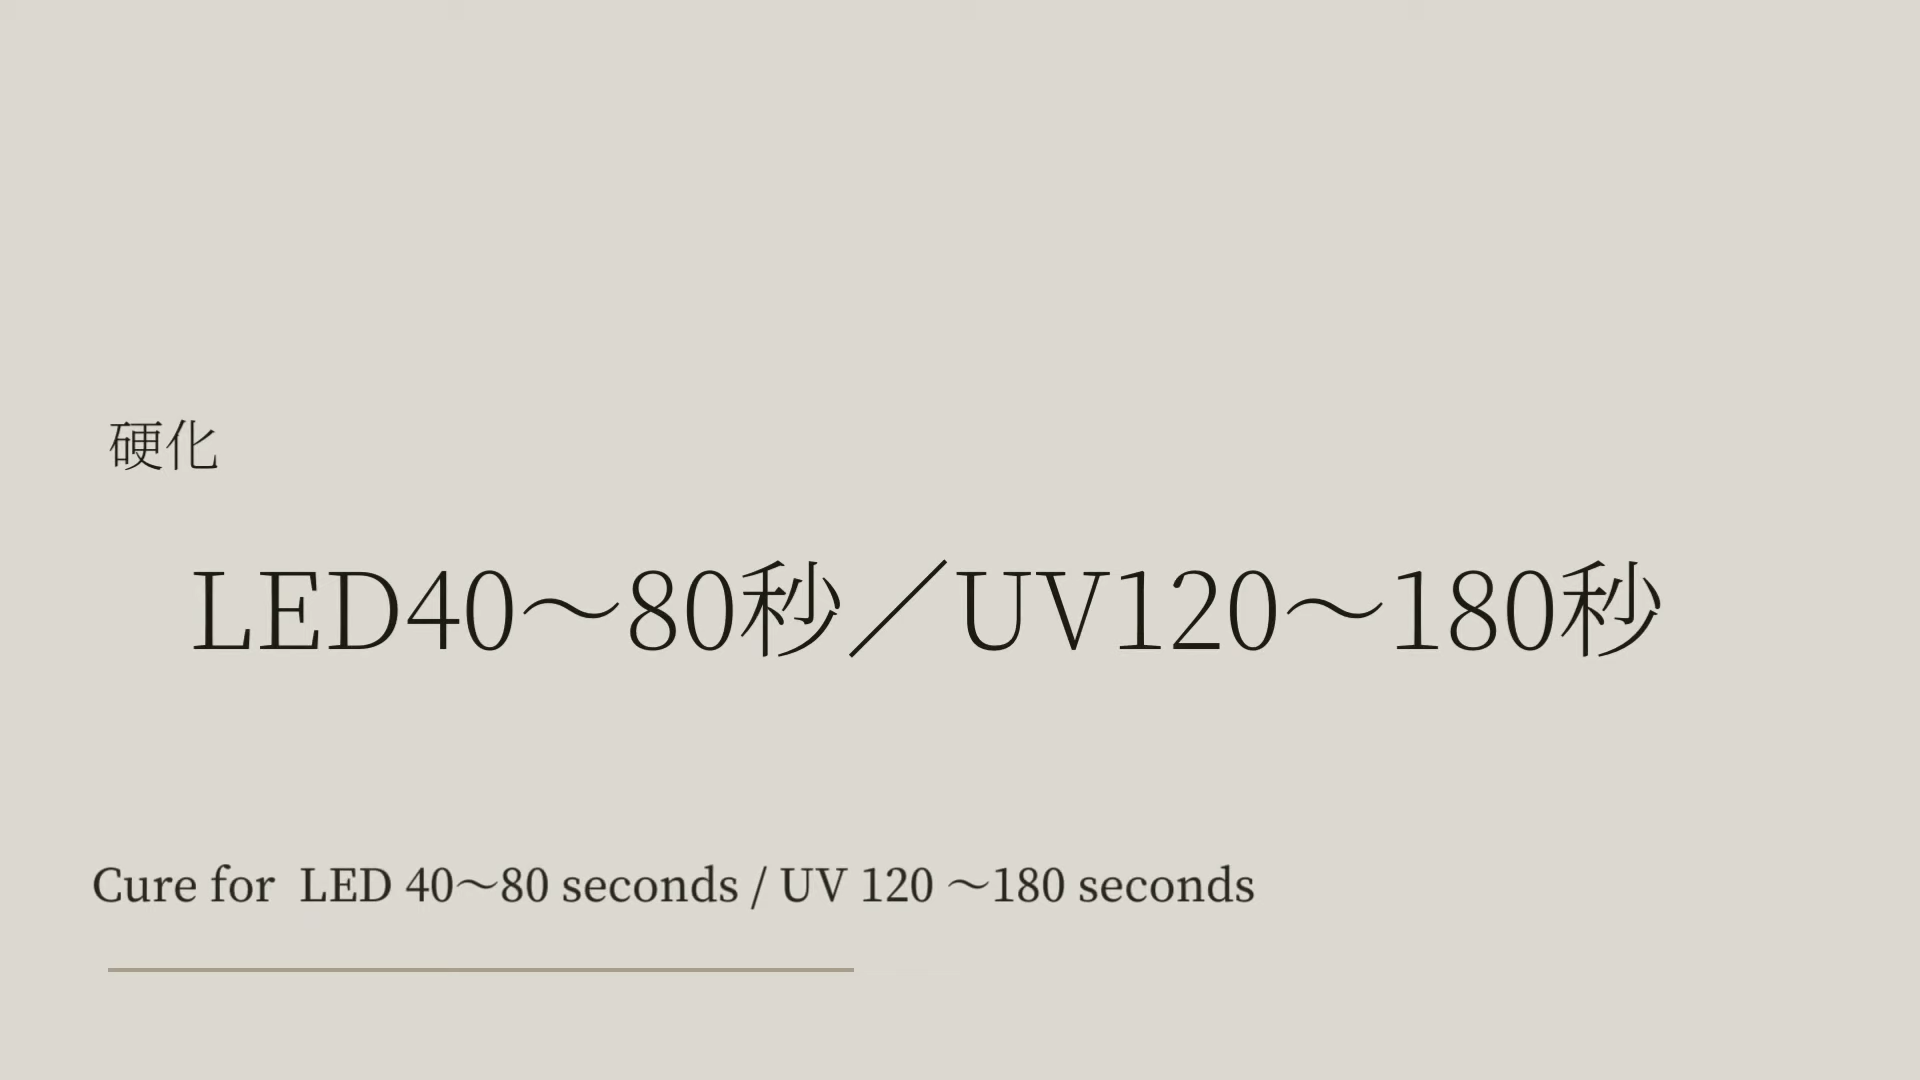 硬化
LED40〜80秒／UV120〜180秒
Cure for  LED 40〜80 seconds / UV 120 〜180 seconds